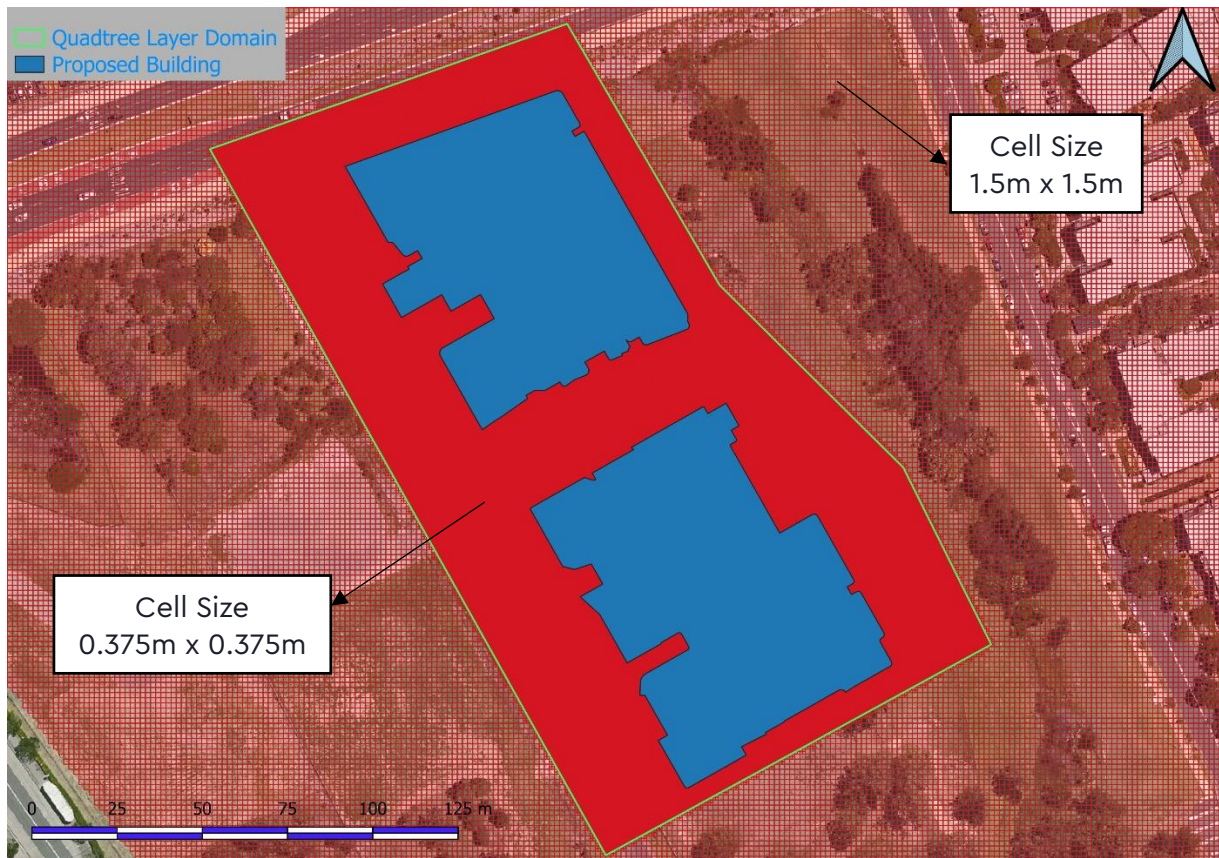 Quadtree Layer Domain
Proposed Building
Cell Size
1.5m x 1.5m
Cell Size
0.375m x 0.375m
0 25 50 75 100 125 m